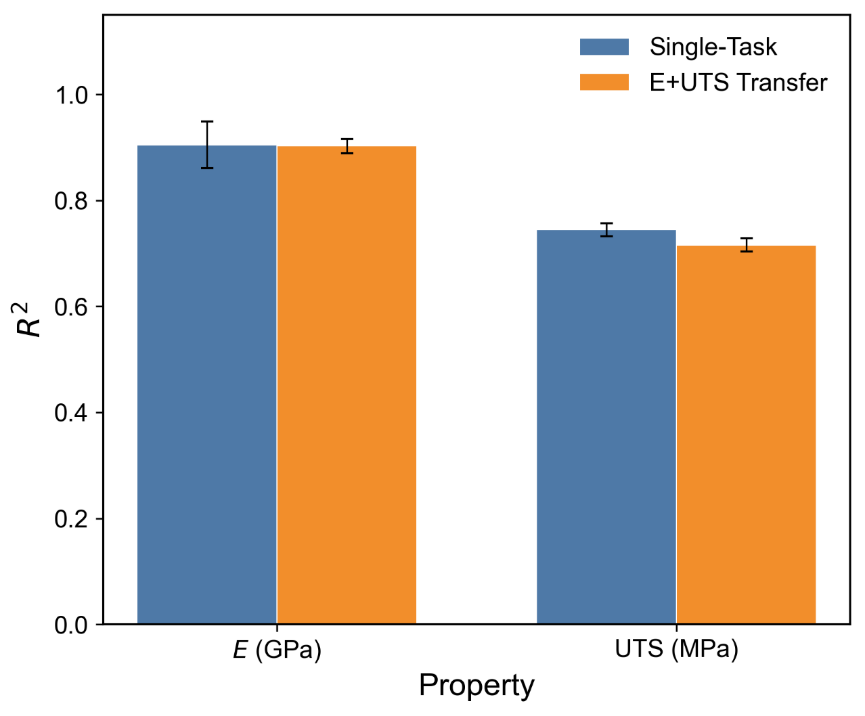 Single-Task
E+UTS Transfer
1.0
0.8
0.6
0.4
0.2
0.0
R²
E (GPa)
UTS (MPa)
Property